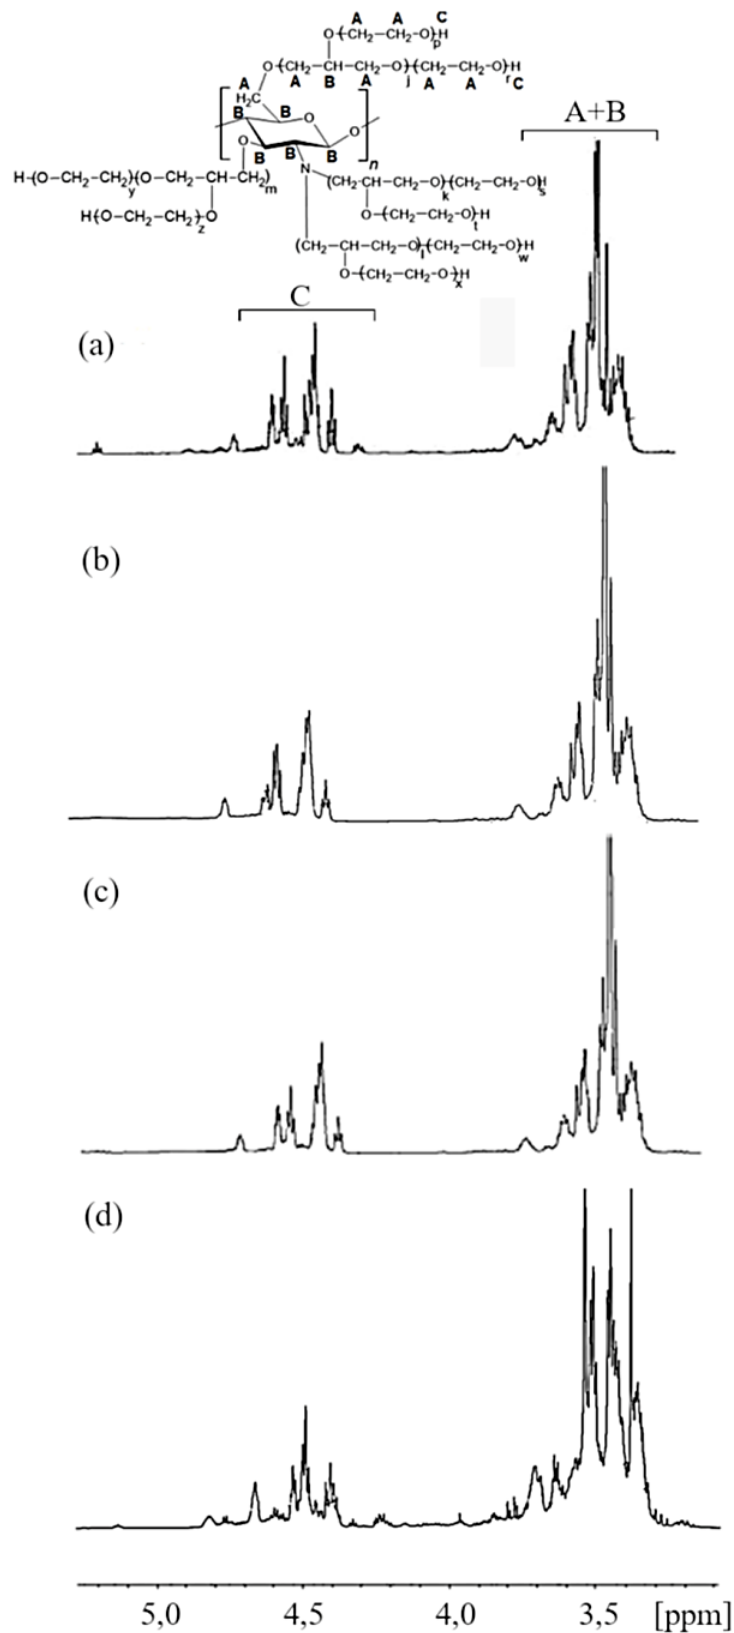 A A C
O-(CH₂-CH₂-O)pH
O-(CH₂-CH-CH₂-O)j(CH₂-CH₂-O)rH
A A B A A A C
H₂C
B B O
O
O B B B n
H-(O-CH₂-CH₂)y(O-CH₂-CH-CH₂)m N (CH₂-CH-CH₂-O)k(CH₂-CH₂-O)sH
H(O-CH₂-CH₂)zO O-(CH₂-CH₂-O)tH
(CH₂-CH-CH₂-O)l(CH₂-CH₂-O)wH
O-(CH₂-CH₂-O)xH
A+B
C
(a)
(b)
(c)
(d)
5,0 4,5 4,0 3,5 [ppm]